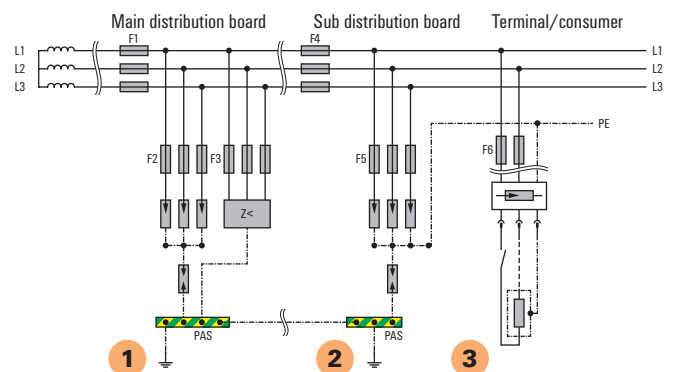 Main distribution board Sub distribution board Terminal/consumer
F1 F4
L1 L1
L2 L2
L3 L3
PE
F2 F3 F5 F6
Z<
PAS PAS
1 2 3